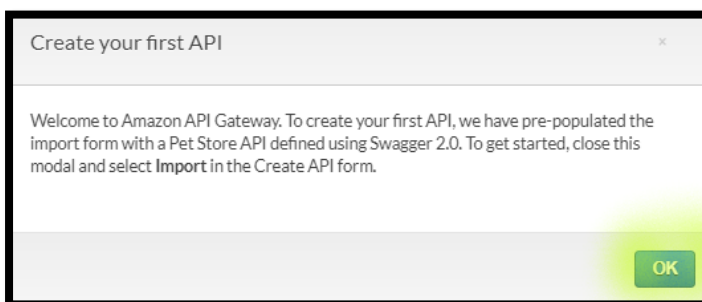 Create your first API ×
Welcome to Amazon API Gateway. To create your first API, we have pre-populated the
import form with a Pet Store API defined using Swagger 2.0. To get started, close this
modal and select Import in the Create API form.
OK